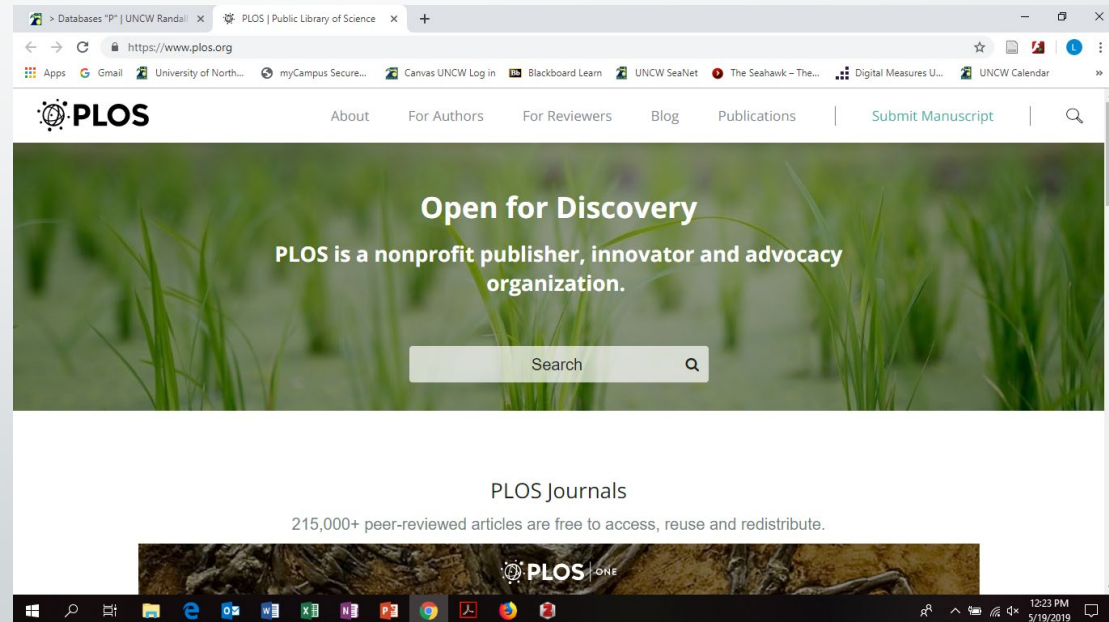 > Databases "P" | UNCW Randall
PLOS | Public Library of Science
https://www.plos.org
Apps Gmail University of North... myCampus Secure... Canvas UNCW Log in Bb Blackboard Learn UNCW SeaNet The Seahawk – The... Digital Measures U... UNCW Calendar »
PLOS About For Authors For Reviewers Blog Publications | Submit Manuscript |
Open for Discovery
PLOS is a nonprofit publisher, innovator and advocacy
organization.
Search
PLOS Journals
215,000+ peer-reviewed articles are free to access, reuse and redistribute.
PLOS ONE
12:23 PM
5/19/2019